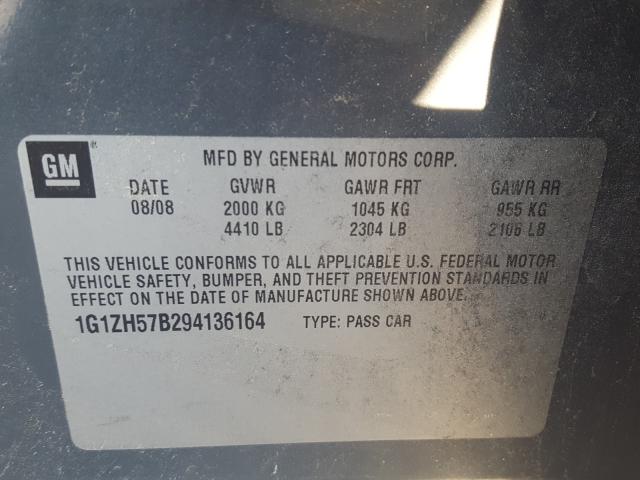 GM
MFD BY GENERAL MOTORS CORP.
DATE GVWR GAWR FRT GAWR RR
08/08 2000 KG 1045 KG 955 KG
4410 LB 2304 LB 2106 LB
THIS VEHICLE CONFORMS TO ALL APPLICABLE U.S. FEDERAL MOTOR
VEHICLE SAFETY, BUMPER, AND THEFT PREVENTION STANDARDS IN
EFFECT ON THE DATE OF MANUFACTURE SHOWN ABOVE.
1G1ZH57B294136164 TYPE: PASS CAR